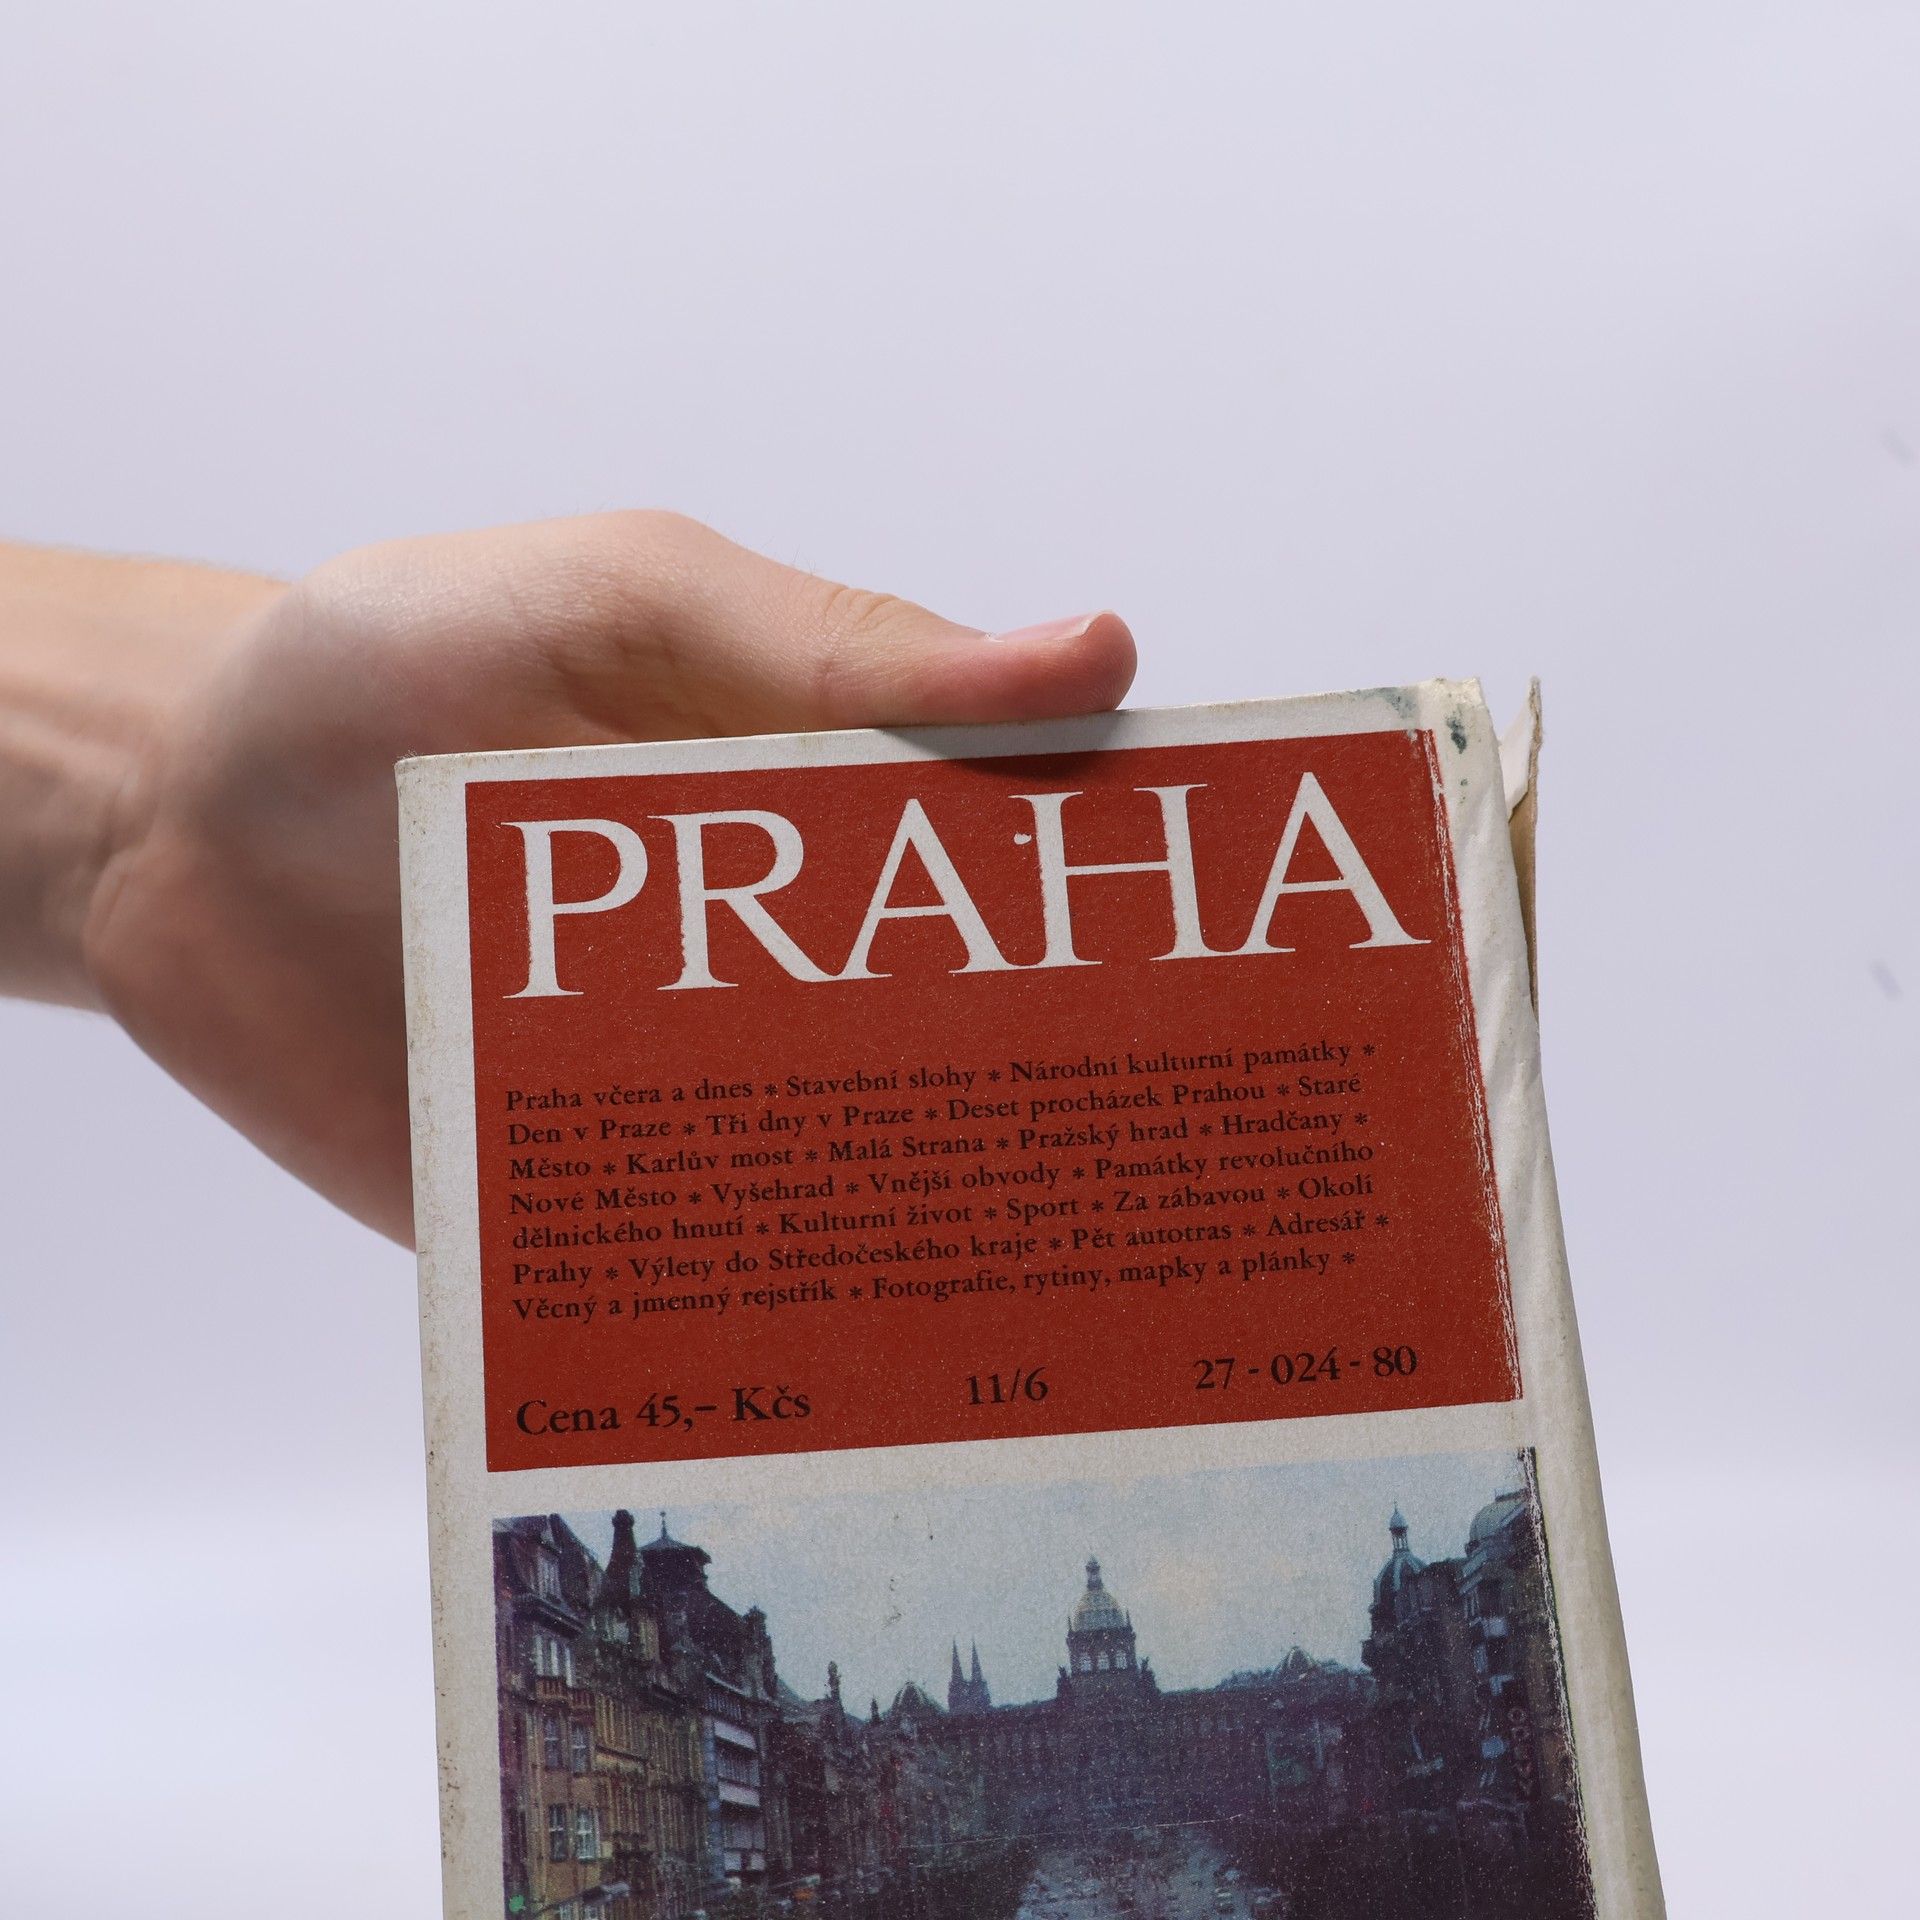 PRAHA
Praha včera a dnes * Stavební slohy * Národní kulturní památky *
Den v Praze * Tři dny v Praze * Deset procházek Prahou * Staré
Město * Karlův most * Malá Strana * Pražský hrad * Hradčany *
Nové Město * Vyšehrad * Vnější obvody * Památky revolučního
dělnického hnutí * Kulturní život * Sport * Za zábavou * Okolí
Prahy * Výlety do Středočeského kraje * Pět autotras * Adresář *
Věcný a jmenný rejstřík * Fotografie, rytiny, mapky a plánky *
Cena 45,– Kčs 11/6 27 - 024 - 80